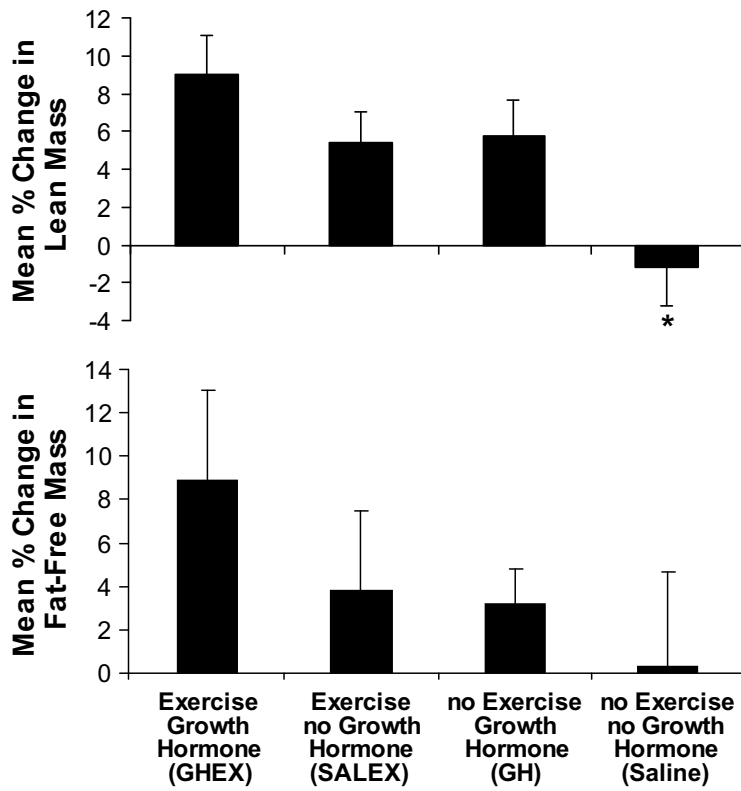 Mean % Change in
Lean Mass
12
10
8
6
4
2
0
-2
-4
*
Mean % Change in
Fat-Free Mass
14
12
10
8
6
4
2
0
Exercise
Growth
Hormone
(GHEX)
Exercise
no Growth
Hormone
(SALEX)
no Exercise
Growth
Hormone
(GH)
no Exercise
no Growth
Hormone
(Saline)